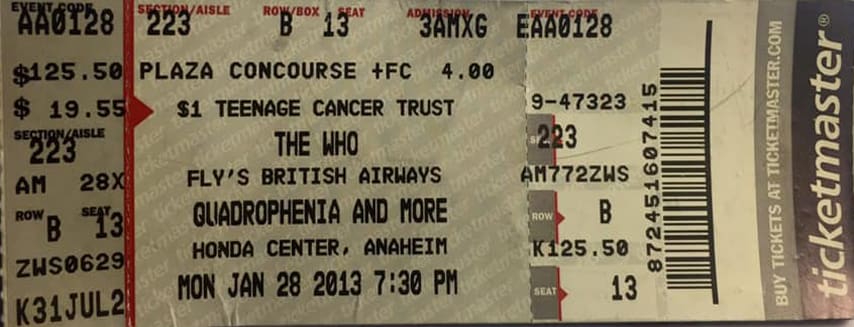 EVENT CODE
AA0128
$125.50
$ 19.55
SECTION/AISLE
223
AM 28X
ROW SEAT
B 13
ZWS0629
K31JUL2
SECTION/AISLE ROW/BOX SEAT ADMISSION EVENT CODE
223 B 13 3AMXG EAA0128
PLAZA CONCOURSE +FC 4.00
$1 TEENAGE CANCER TRUST
THE WHO
FLY'S BRITISH AIRWAYS
QUADROPHENIA AND MORE
HONDA CENTER, ANAHEIM
MON JAN 28 2013 7:30 PM
9-47323
223
AM772ZWS
ROW B
K125.50
SEAT 13
872451607415
BUY TICKETS AT TICKETMASTER.COM
ticketmaster®